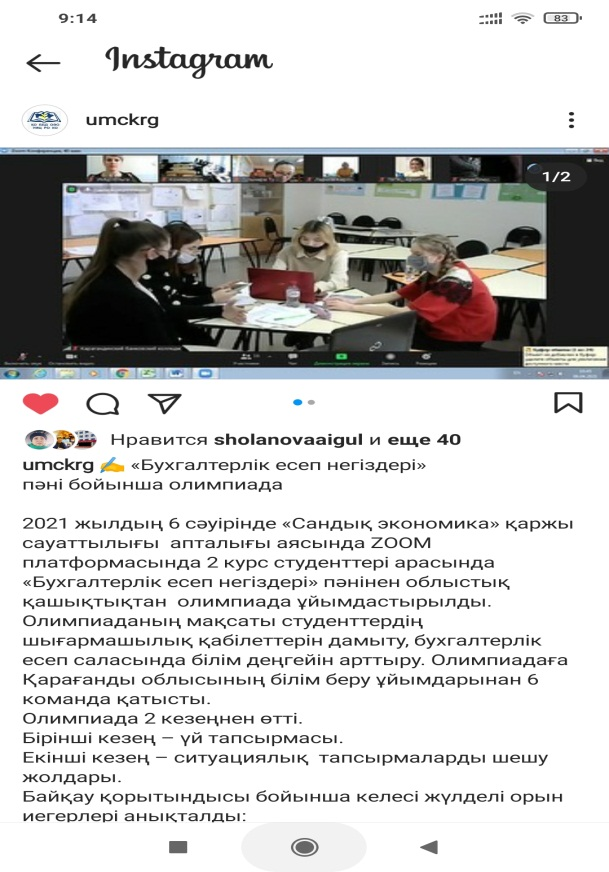 9:14
83
Instagram
umckrg
1/2
Нравится sholanovaaigul и еще 40
umckrg ✍ «Бухгалтерлік есеп негіздері»
пәні бойынша олимпиада
2021 жылдың 6 сәуірінде «Сандық экономика» қаржы
сауаттылығы апталығы аясында ZOOM
платформасында 2 курс студенттері арасында
«Бухгалтерлік есеп негіздері» пәнінен облыстық
қашықтықтан олимпиада ұйымдастырылды.
Олимпиаданың мақсаты студенттердің
шығармашылық қабілеттерін дамыту, бухгалтерлік
есеп саласында білім деңгейін арттыру. Олимпиадаға
Қарағанды облысының білім беру ұйымдарынан 6
команда қатысты.
Олимпиада 2 кезеңнен өтті.
Бірінші кезең – үй тапсырмасы.
Екінші кезең – ситуациялық тапсырмаларды шешу
жолдары.
Байқау қорытындысы бойынша келесі жүлделі орын
иегерлері анықталды: